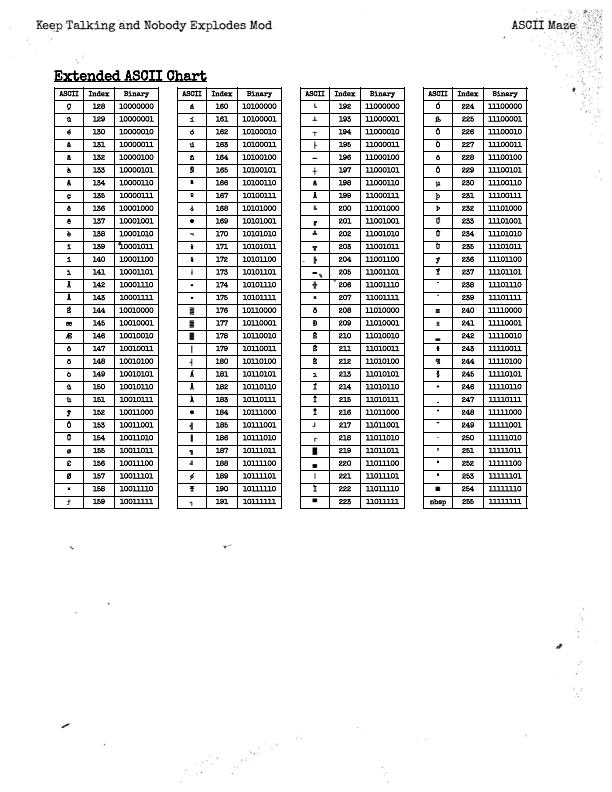 Keep Talking and Nobody Explodes Mod ASCII Maze
Extended ASCII Chart
ASCII Index Binary ASCII Index Binary ASCII Index Binary ASCII Index Binary
Ç 128 10000000 á 160 10100000 └ 192 11000000 Ó 224 11100000
ü 129 10000001 í 161 10100001 ┴ 193 11000001 ß 225 11100001
é 130 10000010 ó 162 10100010 ┬ 194 11000010 Ô 226 11100010
131 10000011 ú 163 10100011 ├ 195 11000011 Ò 227 11100011
132 10000100 164 10100100 ─ 196 11000100 228 11100100
133 10000101 Ñ 165 10100101 ┼ 197 11000101 Õ 229 11100101
134 10000110 166 10100110 198 11000110 µ 230 11100110
ç 135 10000111 167 10100111 199 11000111 þ 231 11100111
136 10001000 168 10101000 200 11001000 232 11101000
137 10001001 169 10101001 ╔ 201 11001001 Ú 233 11101001
138 10001010 170 10101010 ╩ 202 11001010 234 11101010
139 10001011 171 10101011 ╦ 203 11001011 235 11101011
140 10001100 172 10101100 ╠ 204 11001100 236 11101100
141 10001101 173 10101101 205 11001101 237 11101101
142 10001110 174 10101110 ╬ 206 11001110 238 11101110
143 10001111 175 10101111 207 11001111 239 11101111
É 144 10010000 176 10110000 208 11010000 240 11110000
æ 145 10010001 177 10110001 Ð 209 11010001 ± 241 11110001
Æ 146 10010010 178 10110010 210 11010010 242 11110010
147 10010011 │ 179 10110011 211 11010011 243 11110011
148 10010100 ┤ 180 10110100 212 11010100 ¶ 244 11110100
149 10010101 181 10110101 213 11010101 § 245 11110101
150 10010110 182 10110110 214 11010110 246 11110110
151 10010111 183 10110111 215 11010111 247 11110111
152 10011000 184 10111000 216 11011000 248 11111000
153 10011001 ╣ 185 10111001 ┘ 217 11011001 249 11111001
Ü 154 10011010 ║ 186 10111010 ┌ 218 11011010 250 11111010
ø 155 10011011 ╗ 187 10111011 █ 219 11011011 251 11111011
£ 156 10011100 ╝ 188 10111100 ▄ 220 11011100 252 11111100
Ø 157 10011101 189 10111101 221 11011101 253 11111101
158 10011110 190 10111110 222 11011110 ■ 254 11111110
ƒ 159 10011111 ┐ 191 10111111 ▀ 223 11011111 nbsp 255 11111111